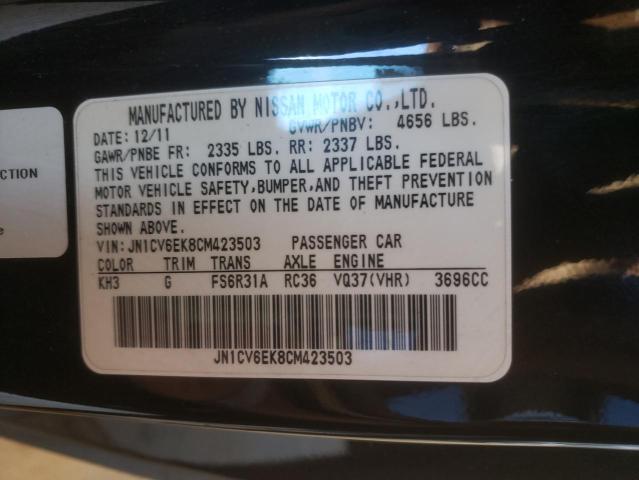 MANUFACTURED BY NISSAN MOTOR CO.,LTD.
DATE: 12/11 GVWR/PNBV: 4656 LBS.
GAWR/PNBE FR: 2335 LBS. RR: 2337 LBS.
THIS VEHICLE CONFORMS TO ALL APPLICABLE FEDERAL
MOTOR VEHICLE SAFETY,BUMPER,AND THEFT PREVENTION
STANDARDS IN EFFECT ON THE DATE OF MANUFACTURE
SHOWN ABOVE.
VIN: JN1CV6EK8CM423503 PASSENGER CAR
COLOR TRIM TRANS AXLE ENGINE
KH3 G FS6R31A RC36 VQ37(VHR) 3696CC
JN1CV6EK8CM423503